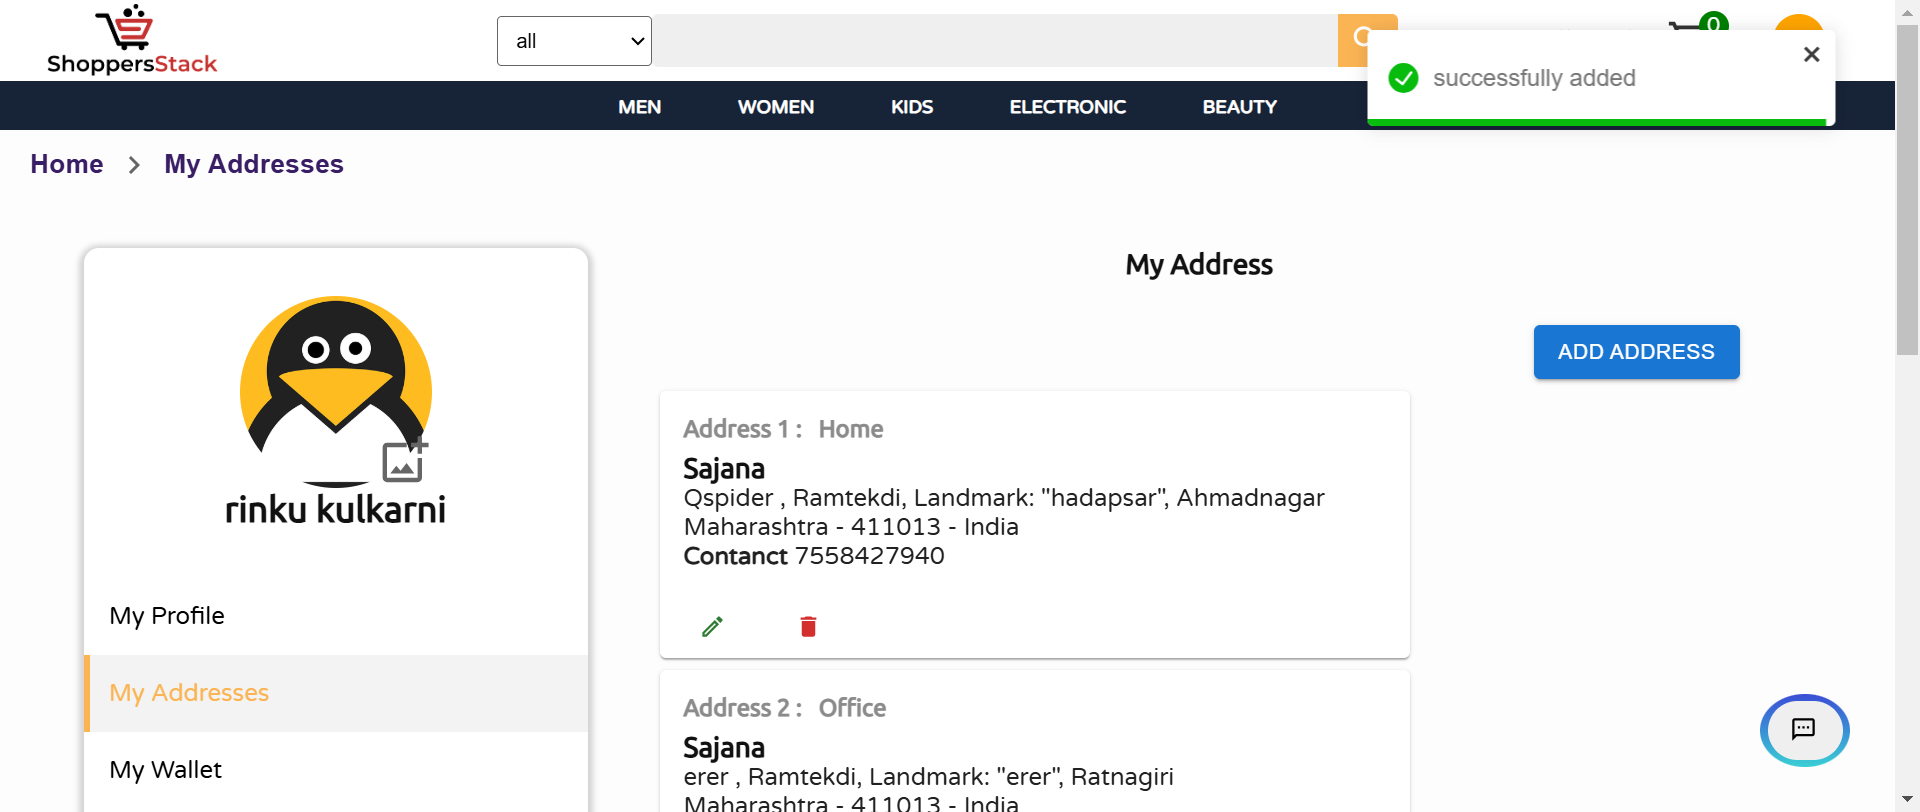 ShoppersStack
all
0
successfully added
MEN
WOMEN
KIDS
ELECTRONIC
BEAUTY
Home > My Addresses
rinku kulkarni
My Profile
My Addresses
My Wallet
My Address
ADD ADDRESS
Address 1 : Home
Sajana
Qspider , Ramtekdi, Landmark: "hadapsar", Ahmadnagar
Maharashtra - 411013 - India
Contanct 7558427940
Address 2 : Office
Sajana
erer , Ramtekdi, Landmark: "erer", Ratnagiri
Maharashtra - 411013 - India